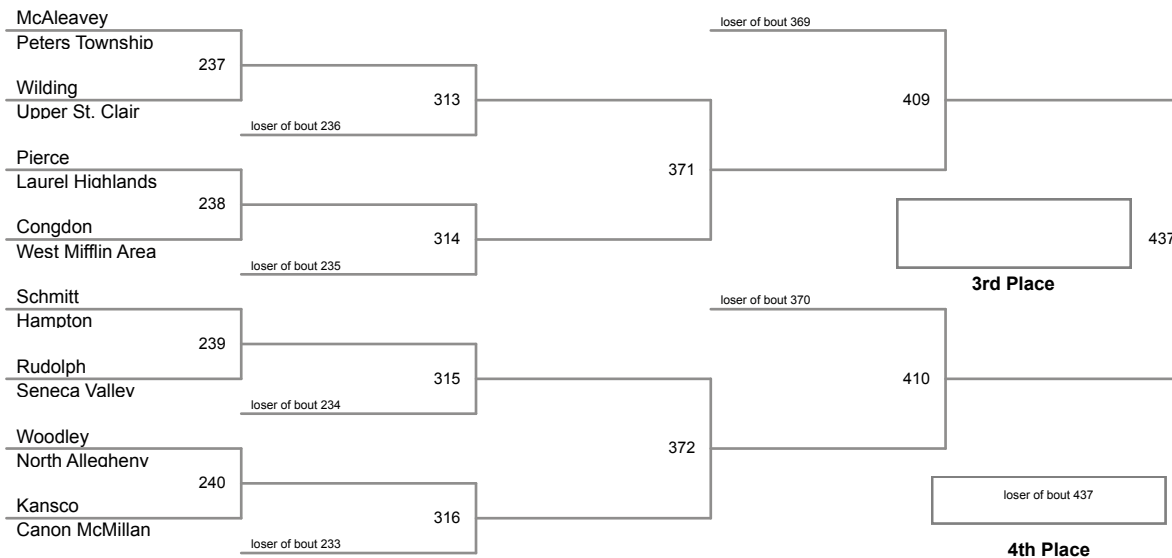 McAleavey
Peters Township
237
Wilding
Upper St. Clair
loser of bout 236
313
Pierce
Laurel Highlands
238
Congdon
West Mifflin Area
loser of bout 235
314
371
loser of bout 369
409
437
3rd Place
Schmitt
Hampton
239
Rudolph
Seneca Valley
loser of bout 234
315
Woodley
North Allegheny
240
Kansco
Canon McMillan
loser of bout 233
316
372
loser of bout 370
410
loser of bout 437
4th Place